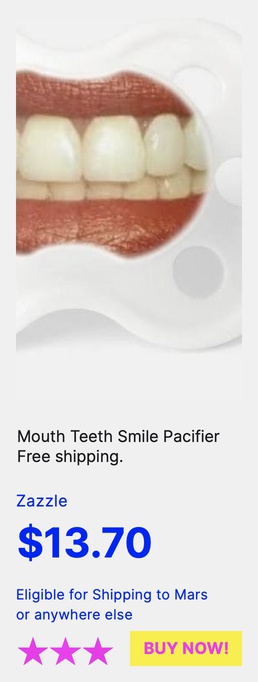 Mouth Teeth Smile Pacifier
Free shipping.
Zazzle
$13.70
Eligible for Shipping to Mars
or anywhere else
BUY NOW!